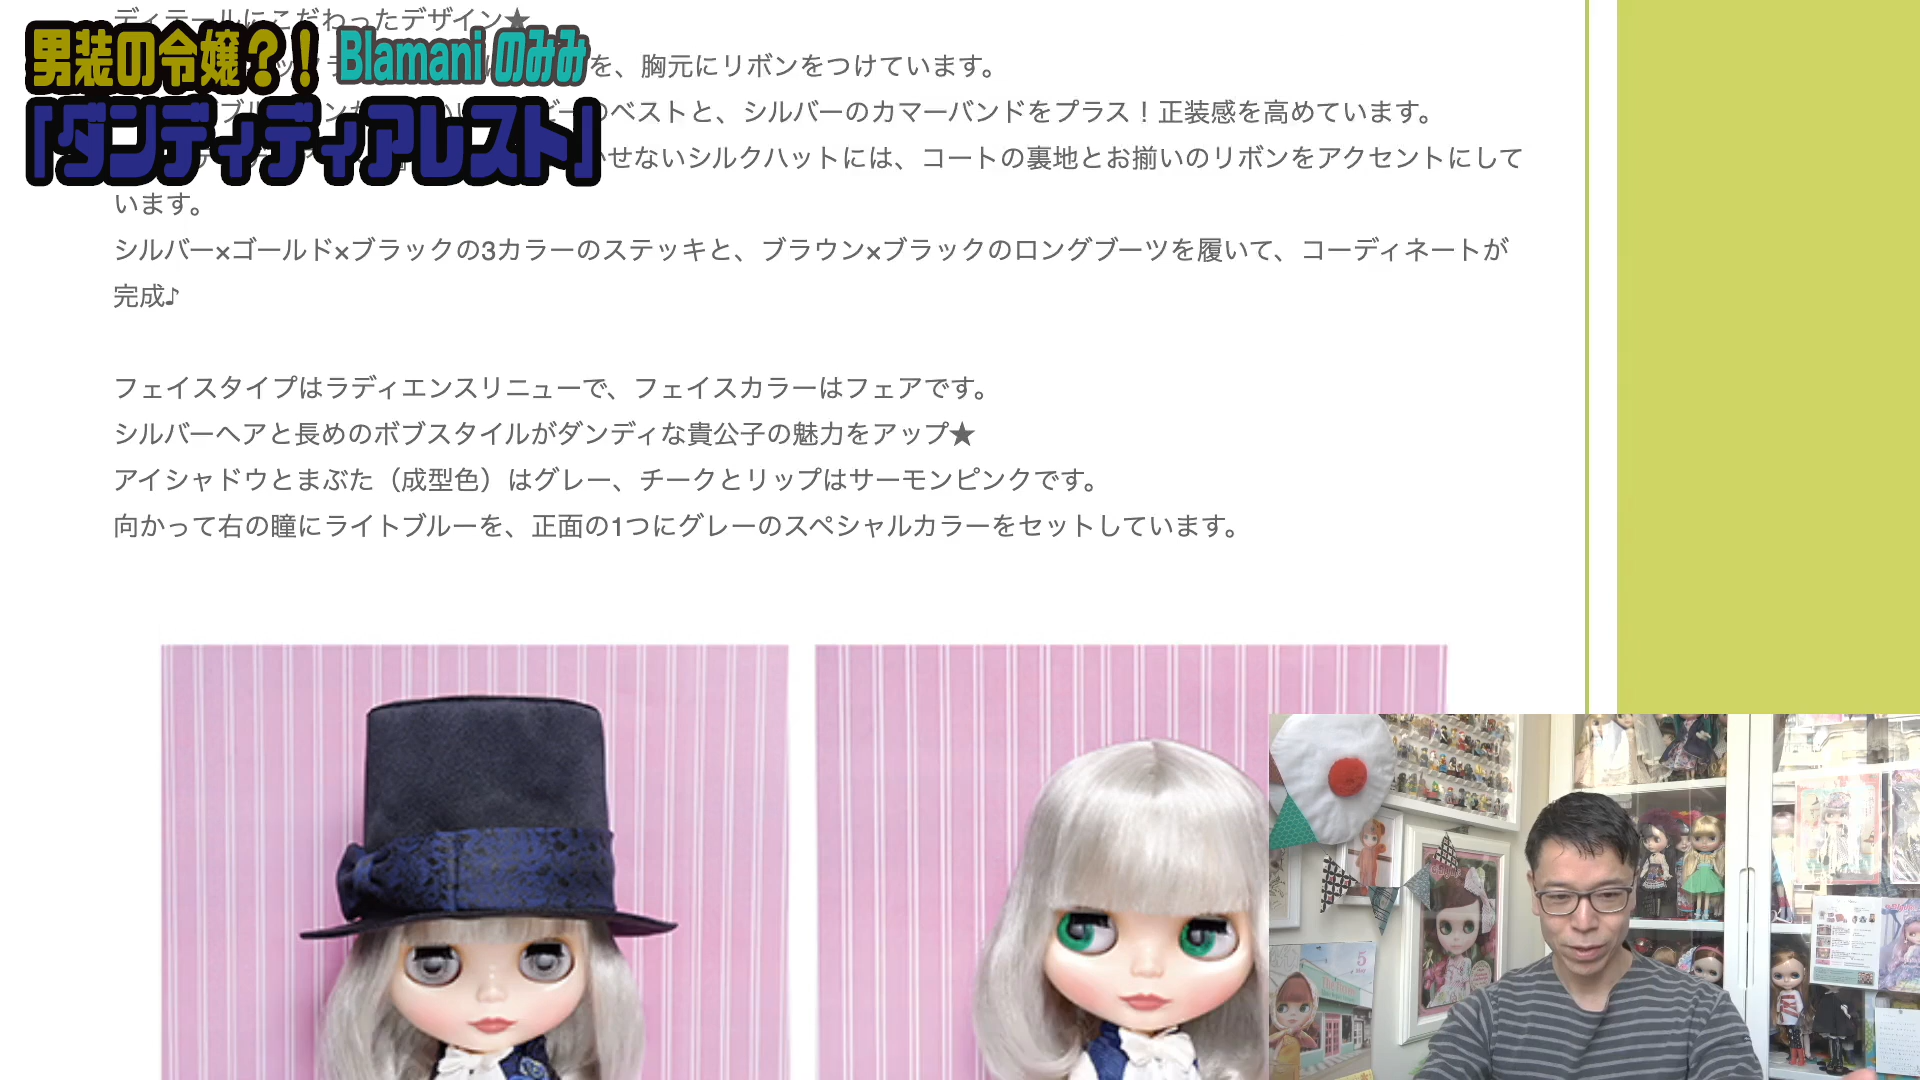 ディテールにこだわったデザイン★
男装の令嬢？！ Blamani のみみ
を、胸元にリボンをつけています。
のベストと、シルバーのカマーバンドをプラス！正装感を高めています。
「ダンディディアレスト」
かせないシルクハットには、コートの裏地とお揃いのリボンをアクセントにして
います。
シルバー×ゴールド×ブラックの3カラーのステッキと、ブラウン×ブラックのロングブーツを履いて、コーディネートが
完成♪
フェイスタイプはラディエンスリニューで、フェイスカラーはフェアです。
シルバーヘアと長めのボブスタイルがダンディな貴公子の魅力をアップ★
アイシャドウとまぶた（成型色）はグレー、チークとリップはサーモンピンクです。
向かって右の瞳にライトブルーを、正面の1つにグレーのスペシャルカラーをセットしています。
5